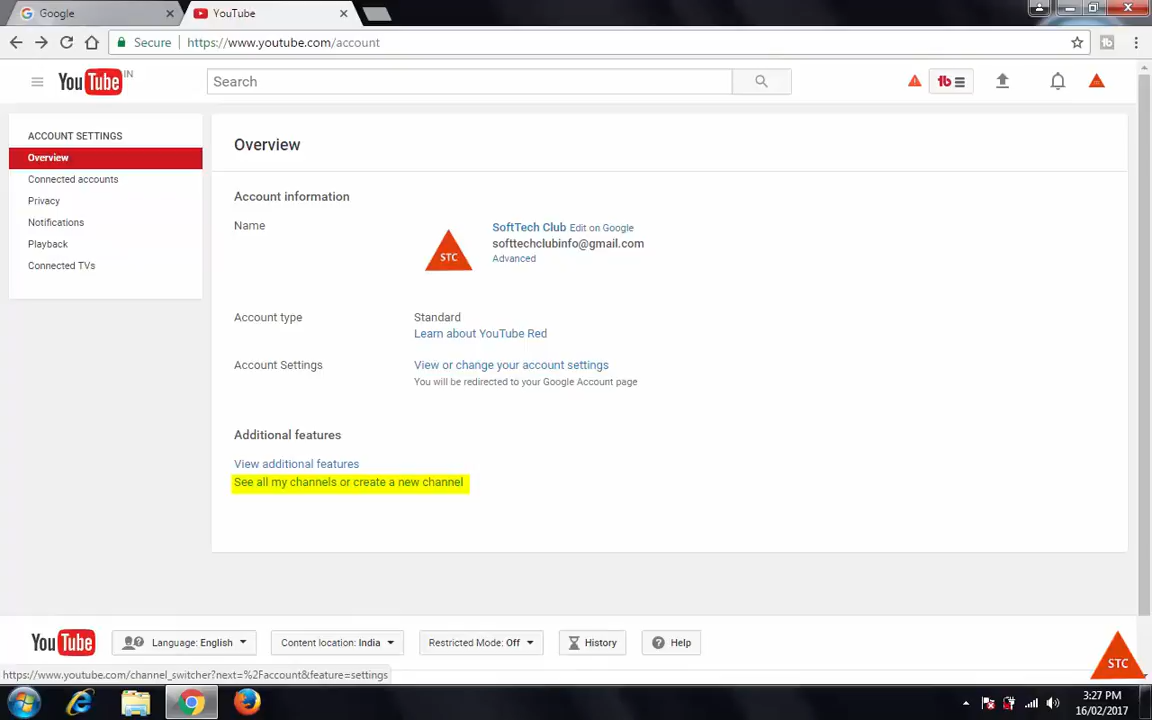 Google
YouTube
Secure https://www.youtube.com/account
YouTube IN
Search
ACCOUNT SETTINGS
Overview
Connected accounts
Privacy
Notifications
Playback
Connected TVs
Overview
Account information
Name
STC
SoftTech Club Edit on Google
softtechclubinfo@gmail.com
Advanced
Account type
Standard
Learn about YouTube Red
Account Settings
View or change your account settings
You will be redirected to your Google Account page
Additional features
View additional features
See all my channels or create a new channel
YouTube
Language: English
Content location: India
Restricted Mode: Off
History
Help
STC
https://www.youtube.com/channel_switcher?next=%2Faccount&feature=settings
3:27 PM
16/02/2017